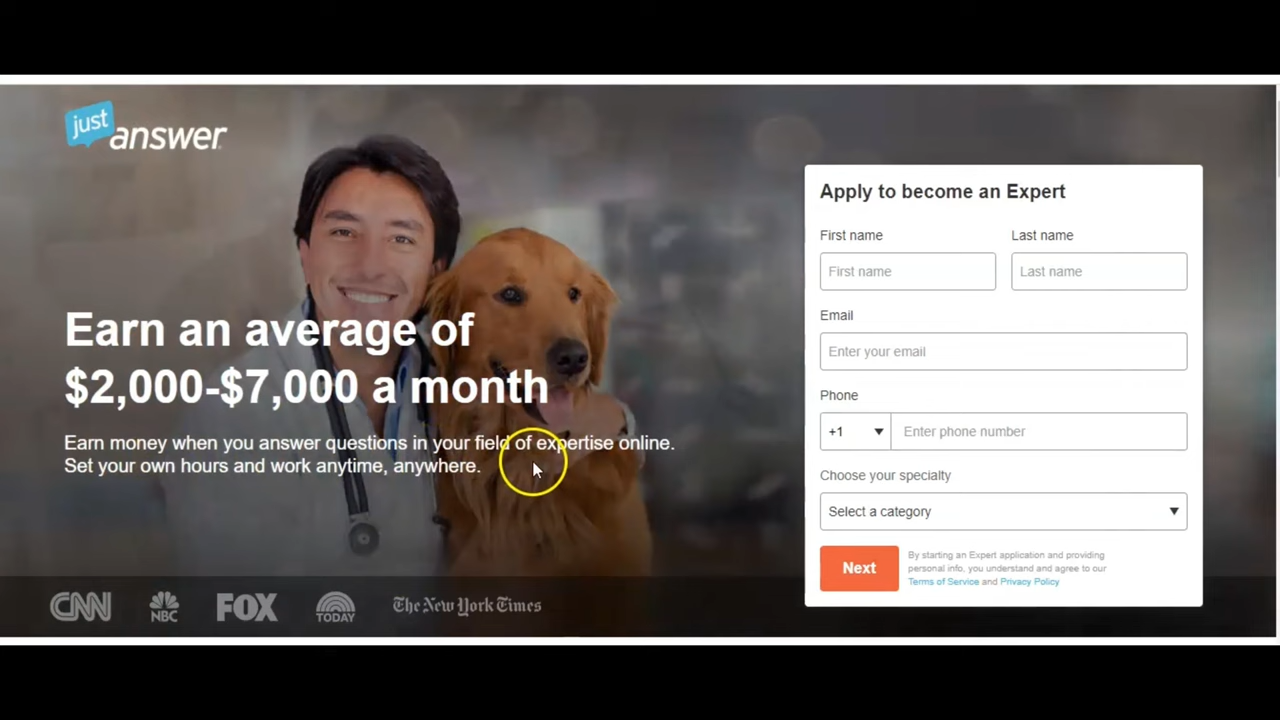 just
answer
Earn an average of
$2,000-$7,000 a month
Earn money when you answer questions in your field of expertise online.
Set your own hours and work anytime, anywhere.
CNN
NBC
FOX
TODAY
The New York Times
Apply to become an Expert
First name Last name
First name Last name
Email
Enter your email
Phone
+1 Enter phone number
Choose your specialty
Select a category
Next
By starting an Expert application and providing
personal info, you understand and agree to our
Terms of Service and Privacy Policy